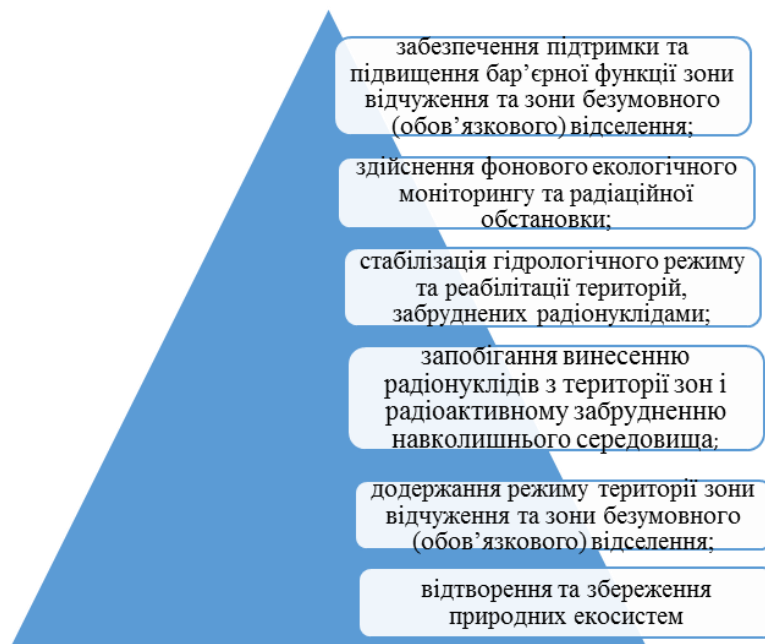 забезпечення підтримки та
підвищення бар’єрної функції зони
відчуження та зони безумовного
(обов’язкового) відселення;
здійснення фонового екологічного
моніторингу та радіаційної
обстановки;
стабілізація гідрологічного режиму
та реабілітації територій,
забруднених радіонуклідами;
запобігання винесенню
радіонуклідів з території зон і
радіоактивному забрудненню
навколишнього середовища;
додержання режиму території зони
відчуження та зони безумовного
(обов’язкового) відселення;
відтворення та збереження
природних екосистем